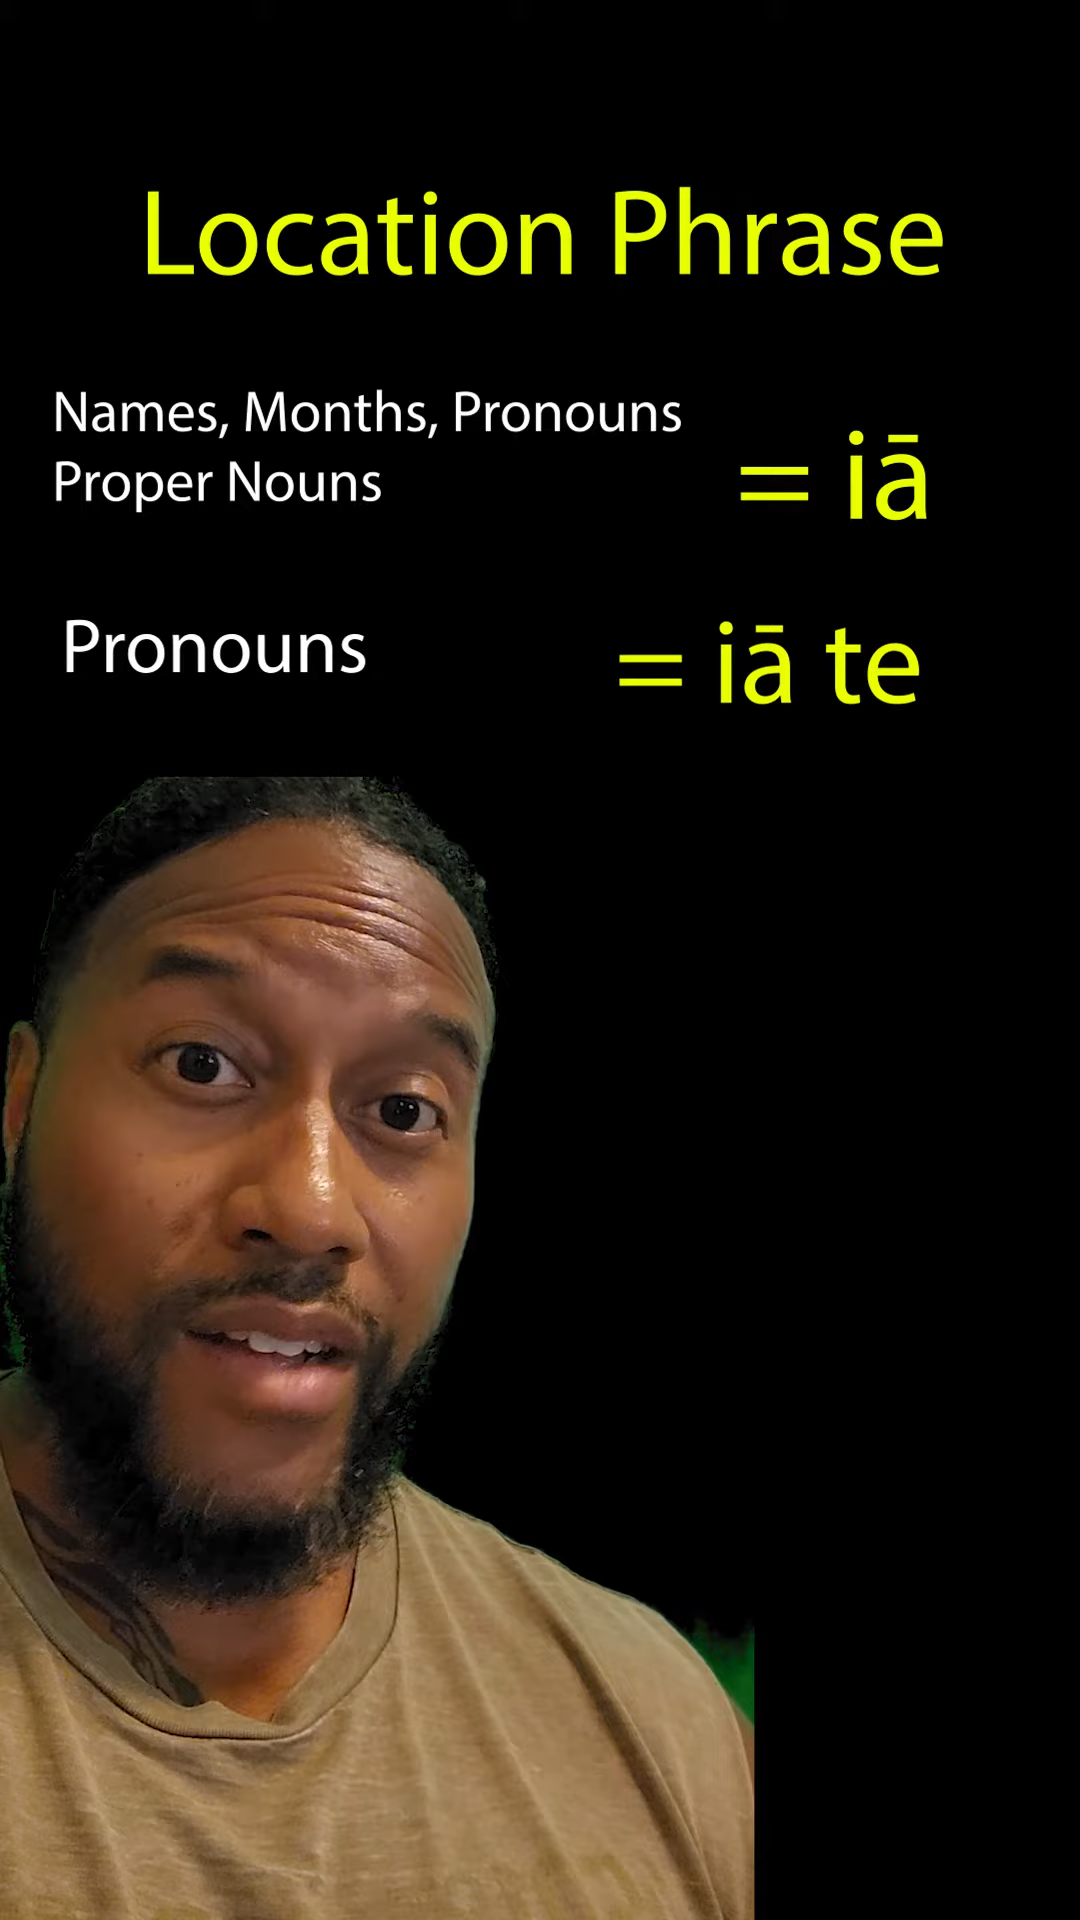 Location Phrase
Names, Months, Pronouns
Proper Nouns
= iā
Pronouns
= iā te